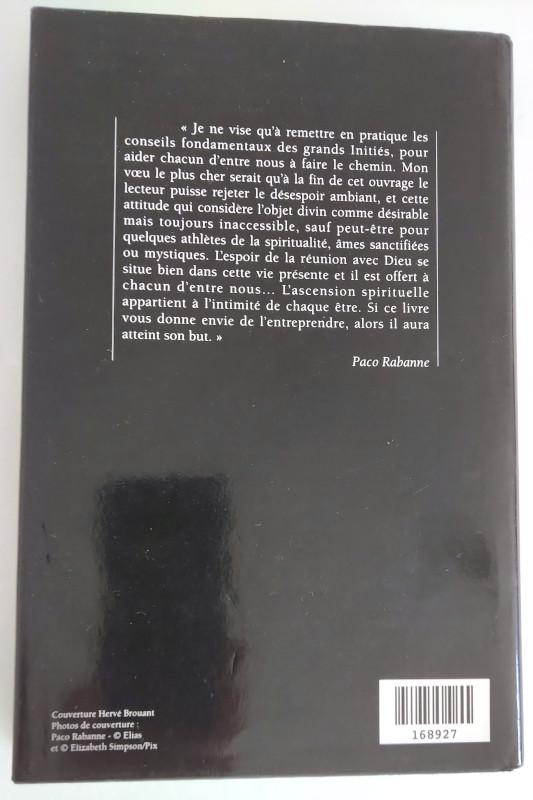 « Je ne vise qu'à remettre en pratique les
conseils fondamentaux des grands Initiés, pour
aider chacun d'entre nous à faire le chemin. Mon
vœu le plus cher serait qu'à la fin de cet ouvrage le
lecteur puisse rejeter le désespoir ambiant, et cette
attitude qui considère l'objet divin comme désirable
mais toujours inaccessible, sauf peut-être pour
quelques athlètes de la spiritualité, âmes sanctifiées
ou mystiques. L'espoir de la réunion avec Dieu se
situe bien dans cette vie présente et il est offert à
chacun d'entre nous... L'ascension spirituelle
appartient à l'intimité de chaque être. Si ce livre
vous donne envie de l'entreprendre, alors il aura
atteint son but. »
Paco Rabanne
Couverture Hervé Brouant
Photos de couverture :
Paco Rabanne - © Elias
et © Elizabeth Simpson/Pix
168927